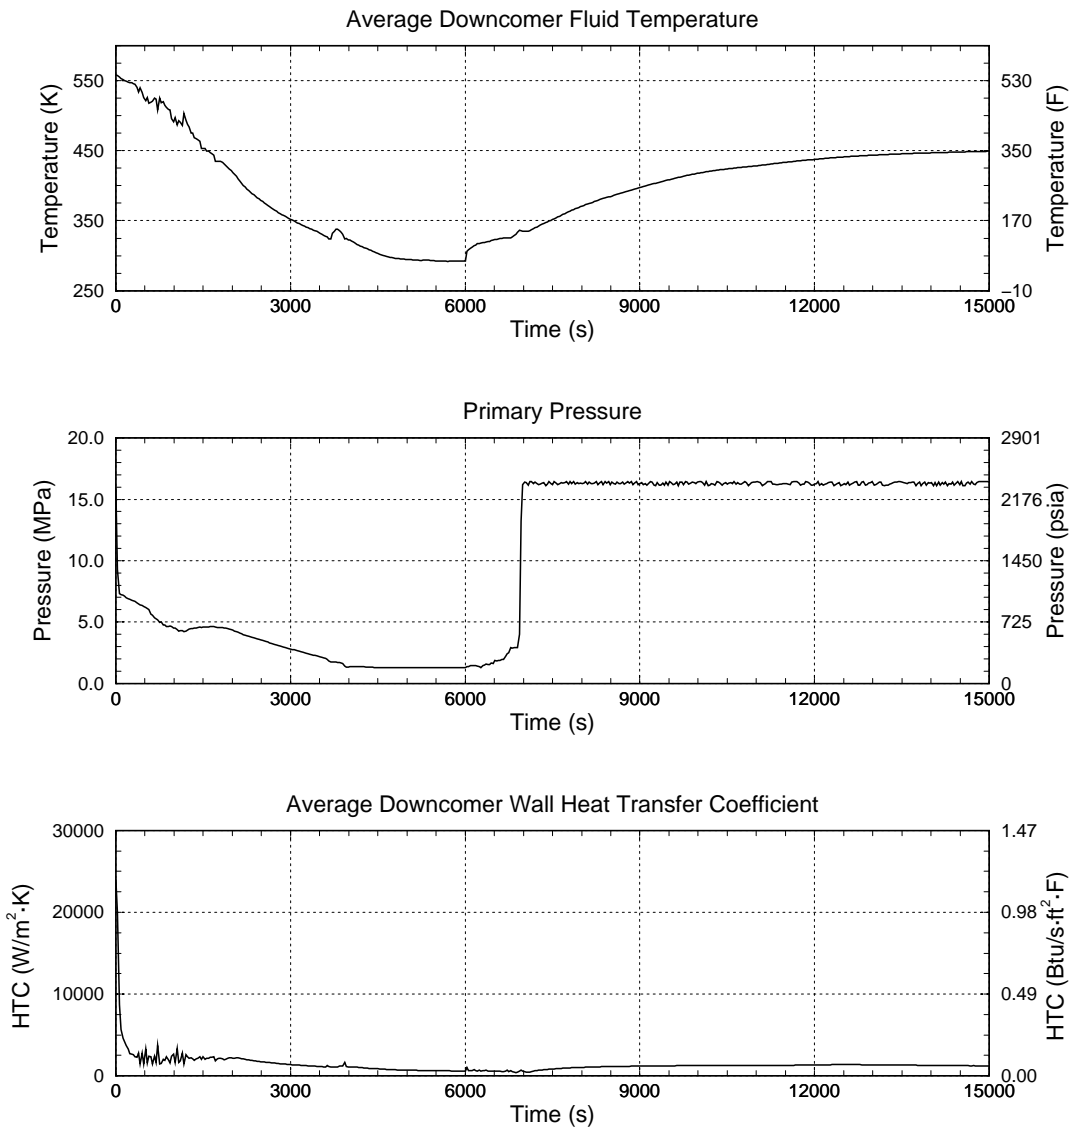 Average Downcomer Fluid Temperature
550
450
350
250
530
350
170
−10
Temperature (K)
Temperature (F)
0 3000 6000 9000 12000 15000
Time (s)
Primary Pressure
20.0
15.0
10.0
5.0
0.0
2901
2176
1450
725
0
Pressure (MPa)
Pressure (psia)
0 3000 6000 9000 12000 15000
Time (s)
Average Downcomer Wall Heat Transfer Coefficient
30000
20000
10000
0
1.47
0.98
0.49
0.00
HTC (W/m²·K)
HTC (Btu/s·ft²·F)
0 3000 6000 9000 12000 15000
Time (s)